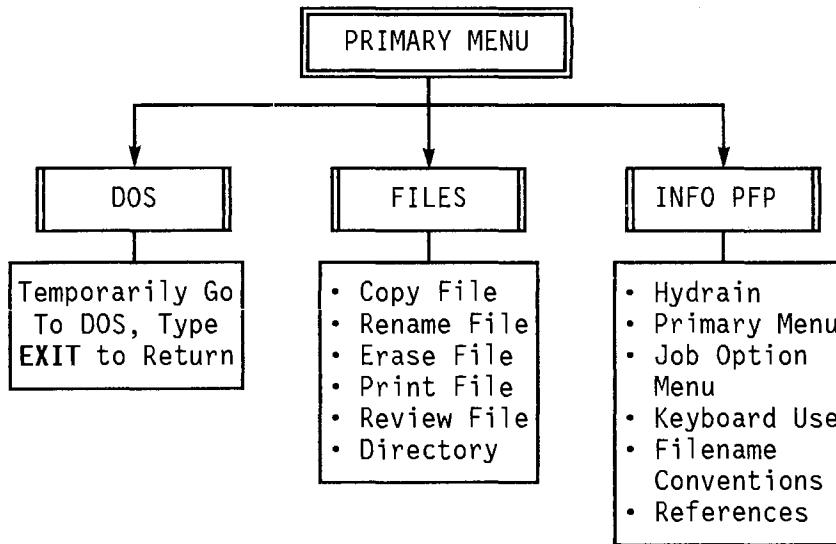 PRIMARY MENU
DOS
Temporarily Go
To DOS, Type
EXIT to Return
FILES
• Copy File
• Rename File
• Erase File
• Print File
• Review File
• Directory
INFO PFP
• Hydrain
• Primary Menu
• Job Option
Menu
• Keyboard Use
• Filename
Conventions
• References